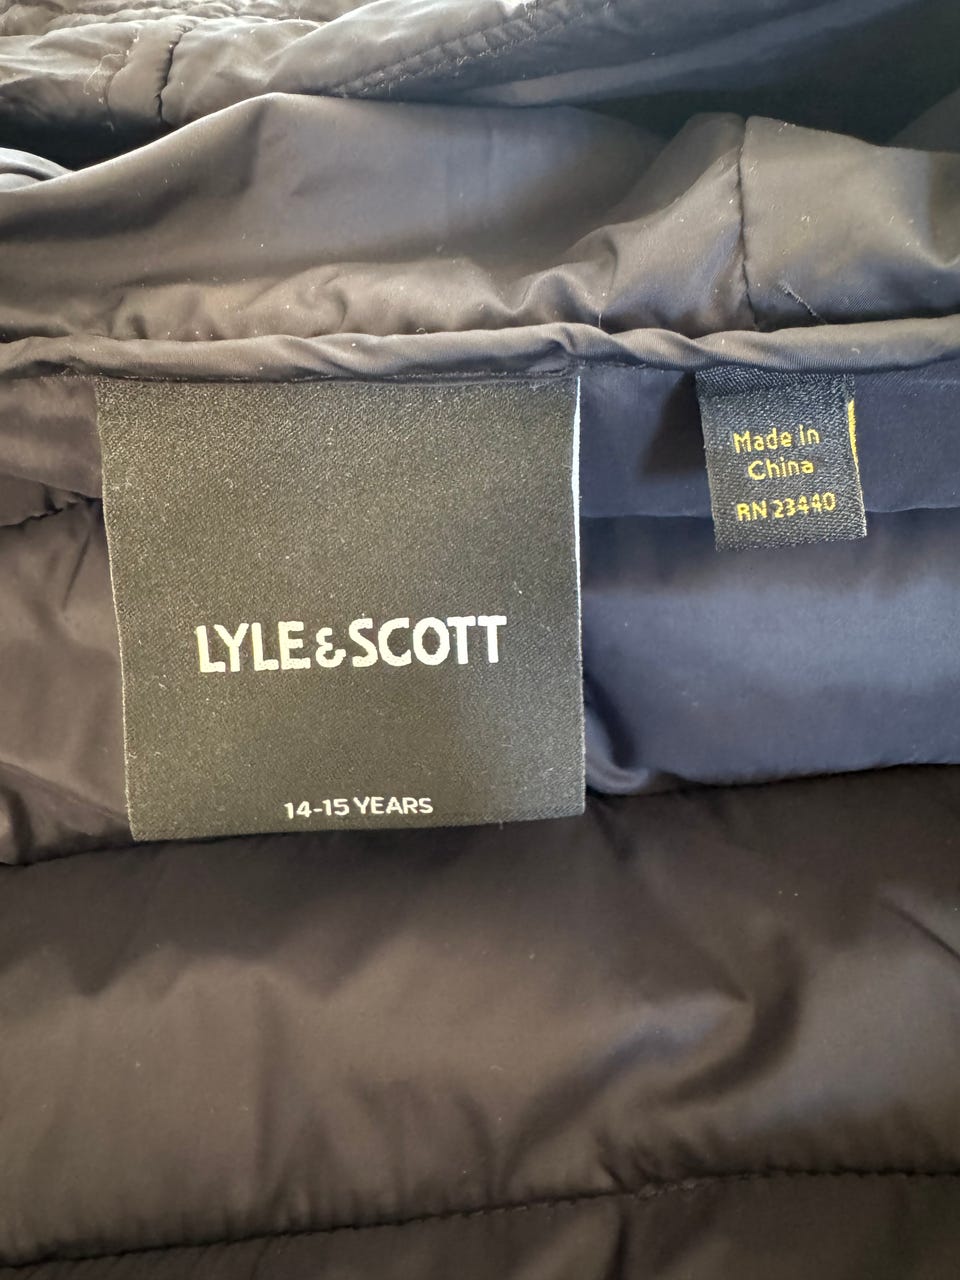 LYLE & SCOTT
14-15 YEARS
Made in
China
RN 23440